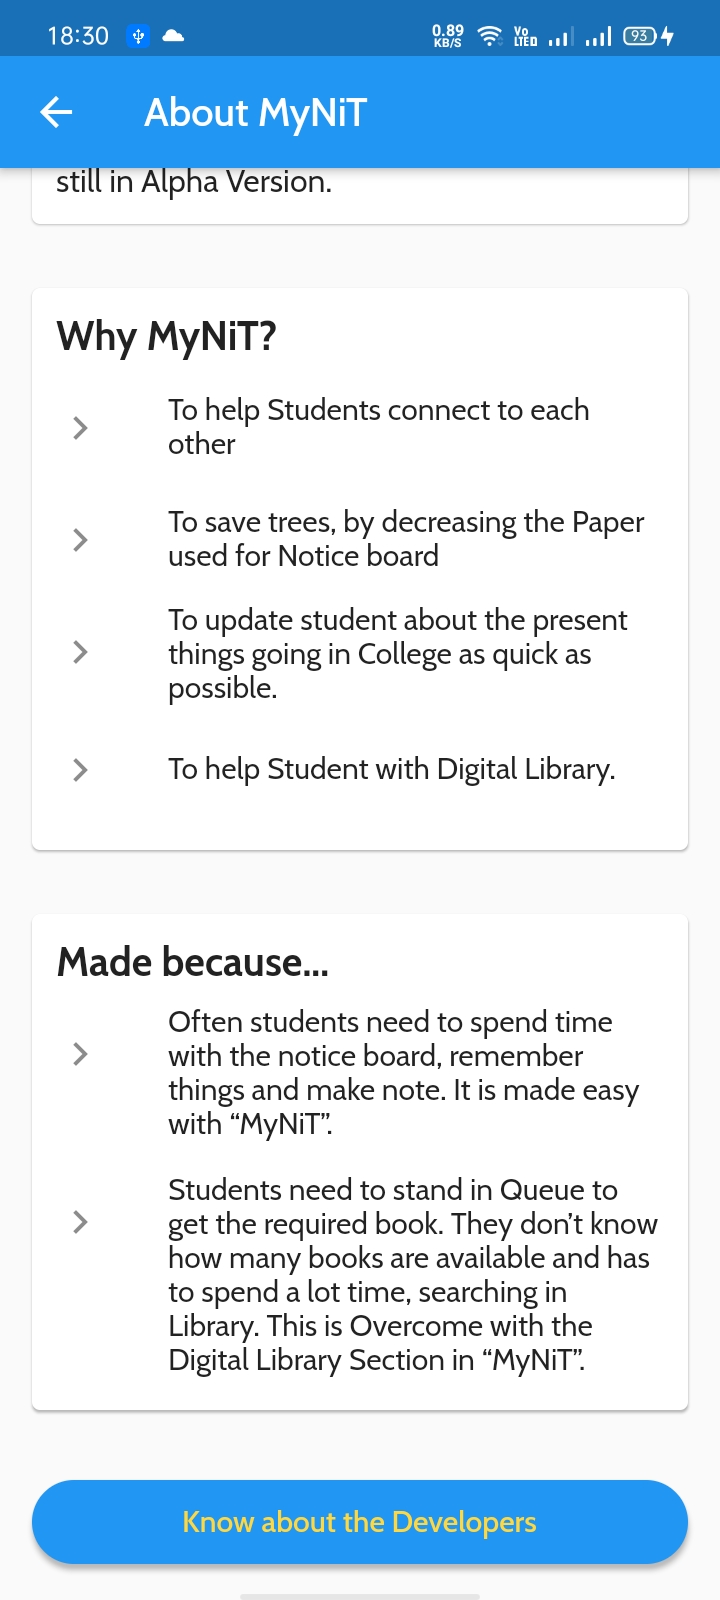 18:30
0.89 KB/S
Vo LTED
93
About MyNiT
still in Alpha Version.
Why MyNiT?
To help Students connect to each
other
To save trees, by decreasing the Paper
used for Notice board
To update student about the present
things going in College as quick as
possible.
To help Student with Digital Library.
Made because...
Often students need to spend time
with the notice board, remember
things and make note. It is made easy
with “MyNiT”.
Students need to stand in Queue to
get the required book. They don’t know
how many books are available and has
to spend a lot time, searching in
Library. This is Overcome with the
Digital Library Section in “MyNiT”.
Know about the Developers